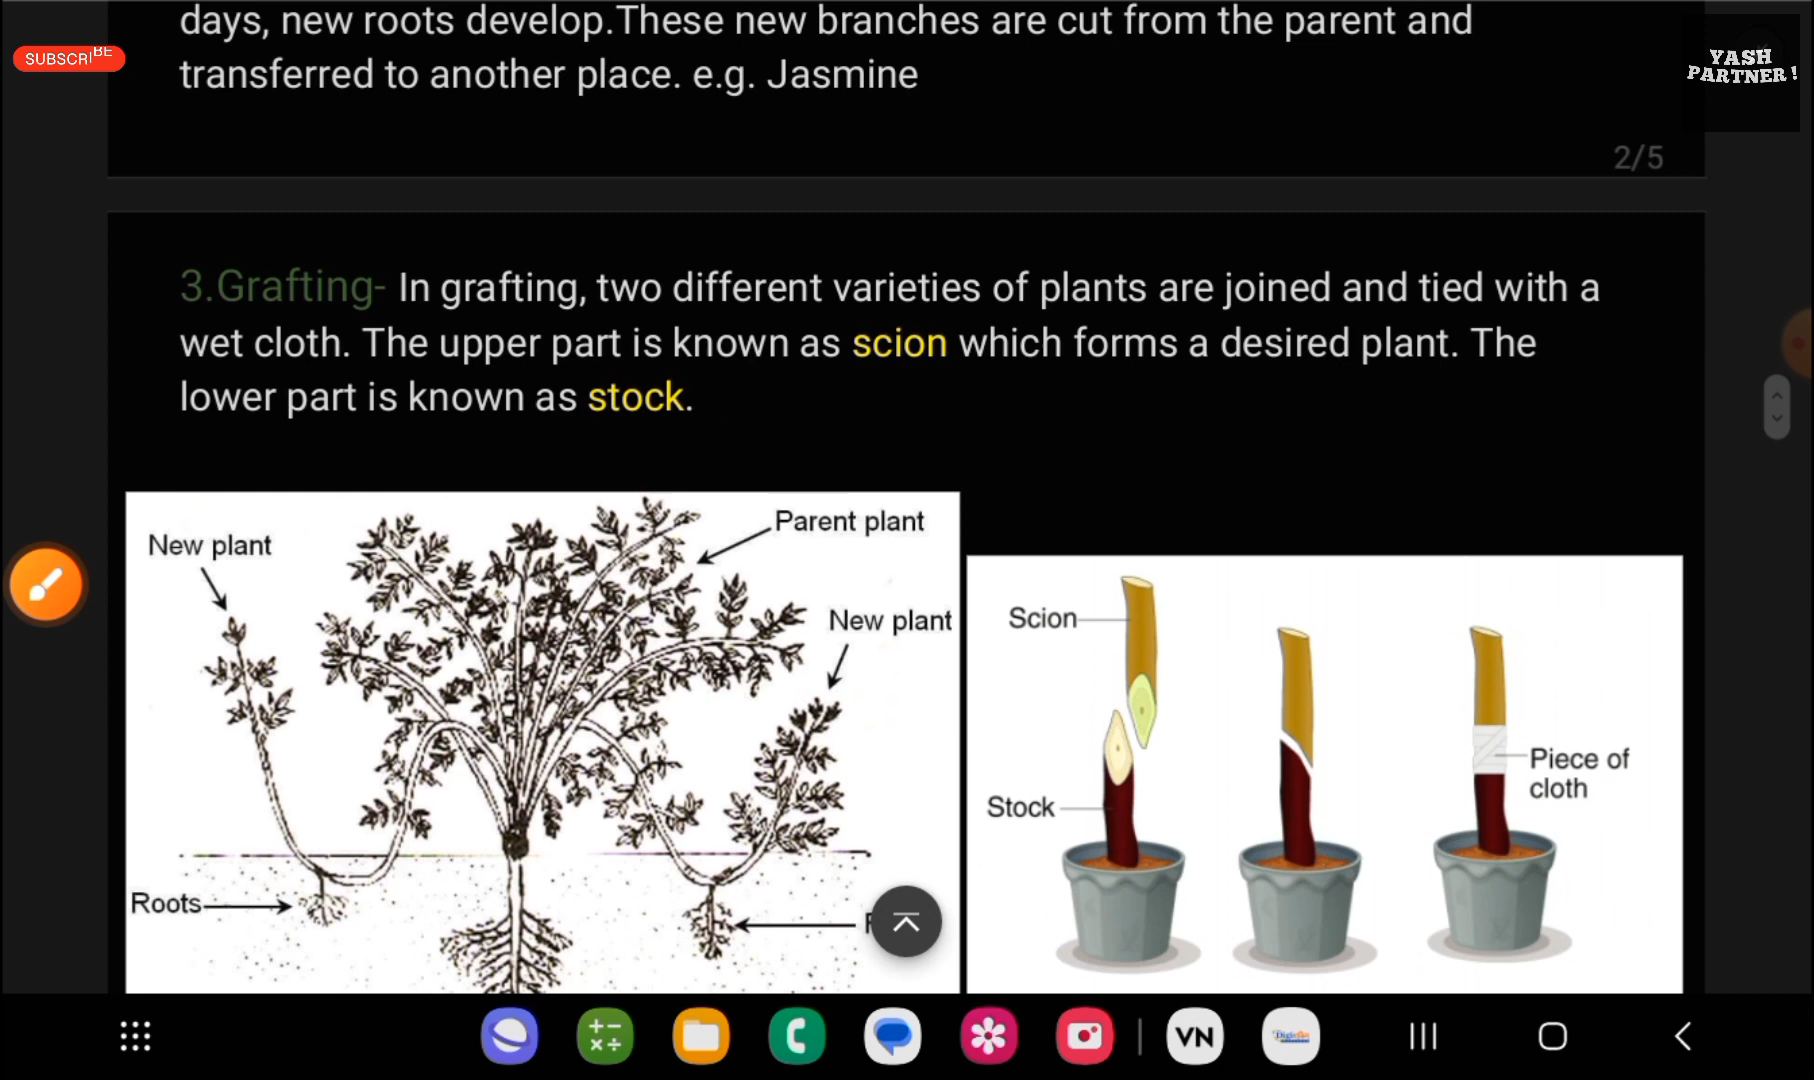 days, new roots develop.These new branches are cut from the parent and
transferred to another place. e.g. Jasmine
SUBSCRIBE
YASH
PARTNER!
2/5
3.Grafting- In grafting, two different varieties of plants are joined and tied with a
wet cloth. The upper part is known as scion which forms a desired plant. The
lower part is known as stock.
New plant
Parent plant
New plant
Roots
Scion
Stock
Piece of
cloth
VN